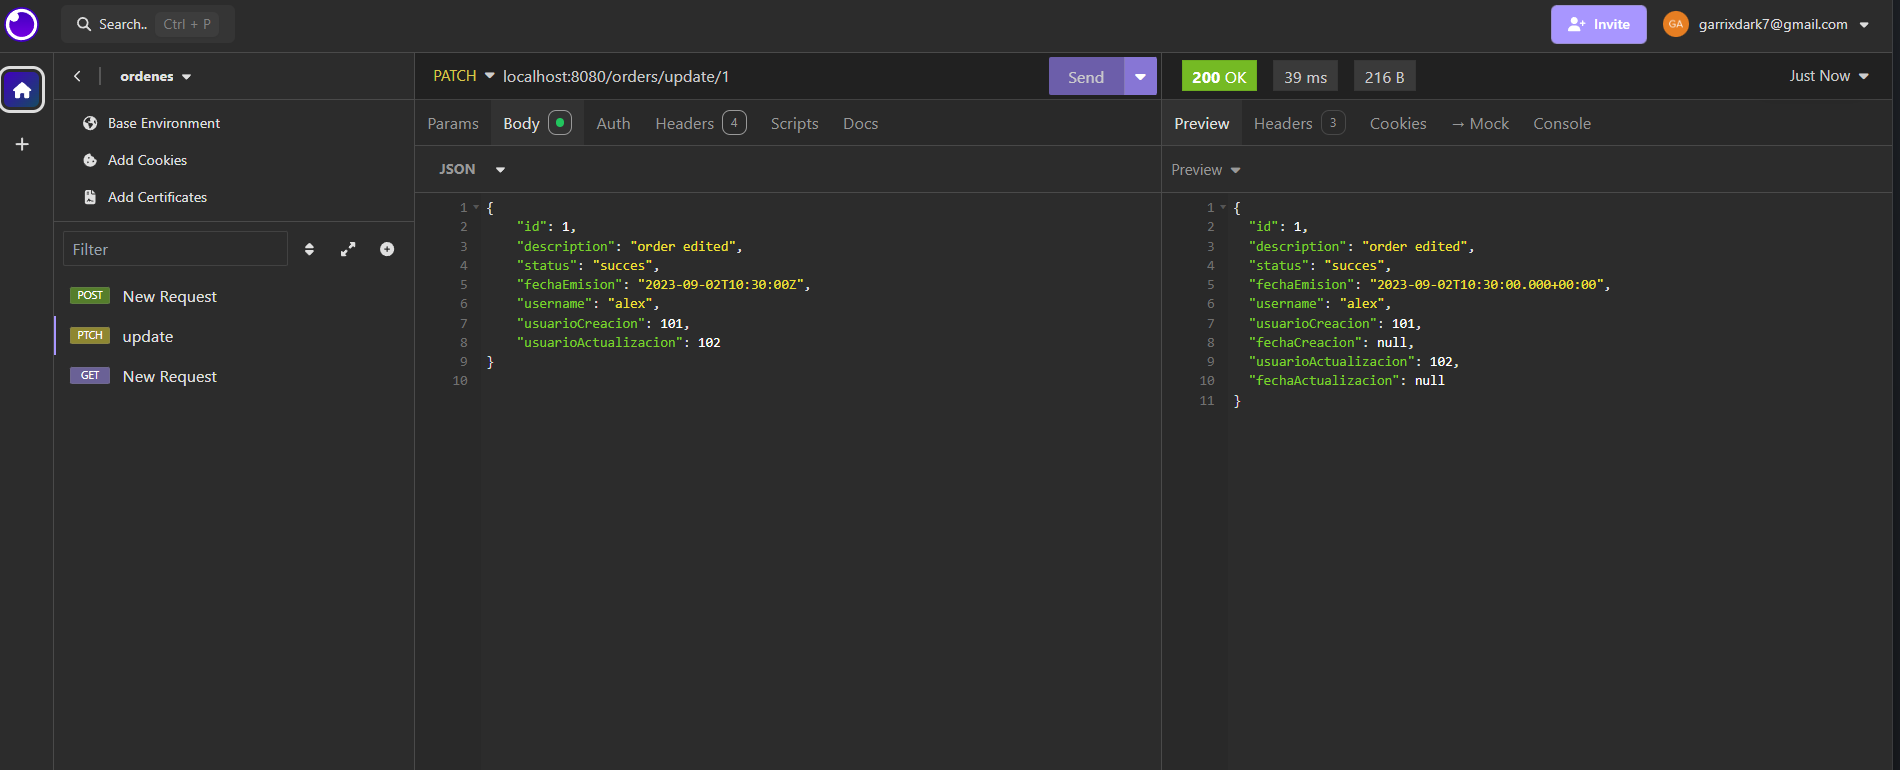 Search.. Ctrl + P
Invite
GA garrixdark7@gmail.com
ordenes
Base Environment
Add Cookies
Add Certificates
Filter
POST New Request
PTCH update
GET New Request
PATCH localhost:8080/orders/update/1 Send
Params Body Auth Headers 4 Scripts Docs
JSON
1 {
2 "id": 1,
3 "description": "order edited",
4 "status": "succes",
5 "fechaEmision": "2023-09-02T10:30:00Z",
6 "username": "alex",
7 "usuarioCreacion": 101,
8 "usuarioActualizacion": 102
9 }
10
200 OK 39 ms 216 B Just Now
Preview Headers 3 Cookies → Mock Console
Preview
1 {
2 "id": 1,
3 "description": "order edited",
4 "status": "succes",
5 "fechaEmision": "2023-09-02T10:30:00.000+00:00",
6 "username": "alex",
7 "usuarioCreacion": 101,
8 "fechaCreacion": null,
9 "usuarioActualizacion": 102,
10 "fechaActualizacion": null
11 }